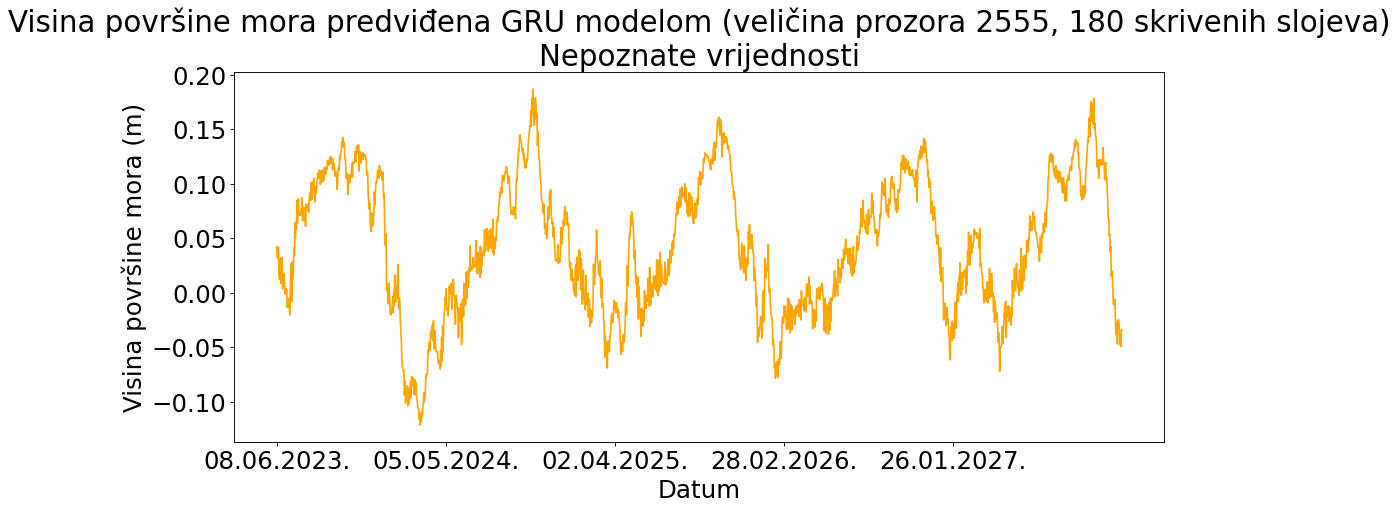 Visina površine mora predviđena GRU modelom (veličina prozora 2555, 180 skrivenih slojeva)
Nepoznate vrijednosti
Visina površine mora (m)
0.20
0.15
0.10
0.05
0.00
−0.05
−0.10
08.06.2023. 05.05.2024. 02.04.2025. 28.02.2026. 26.01.2027.
Datum